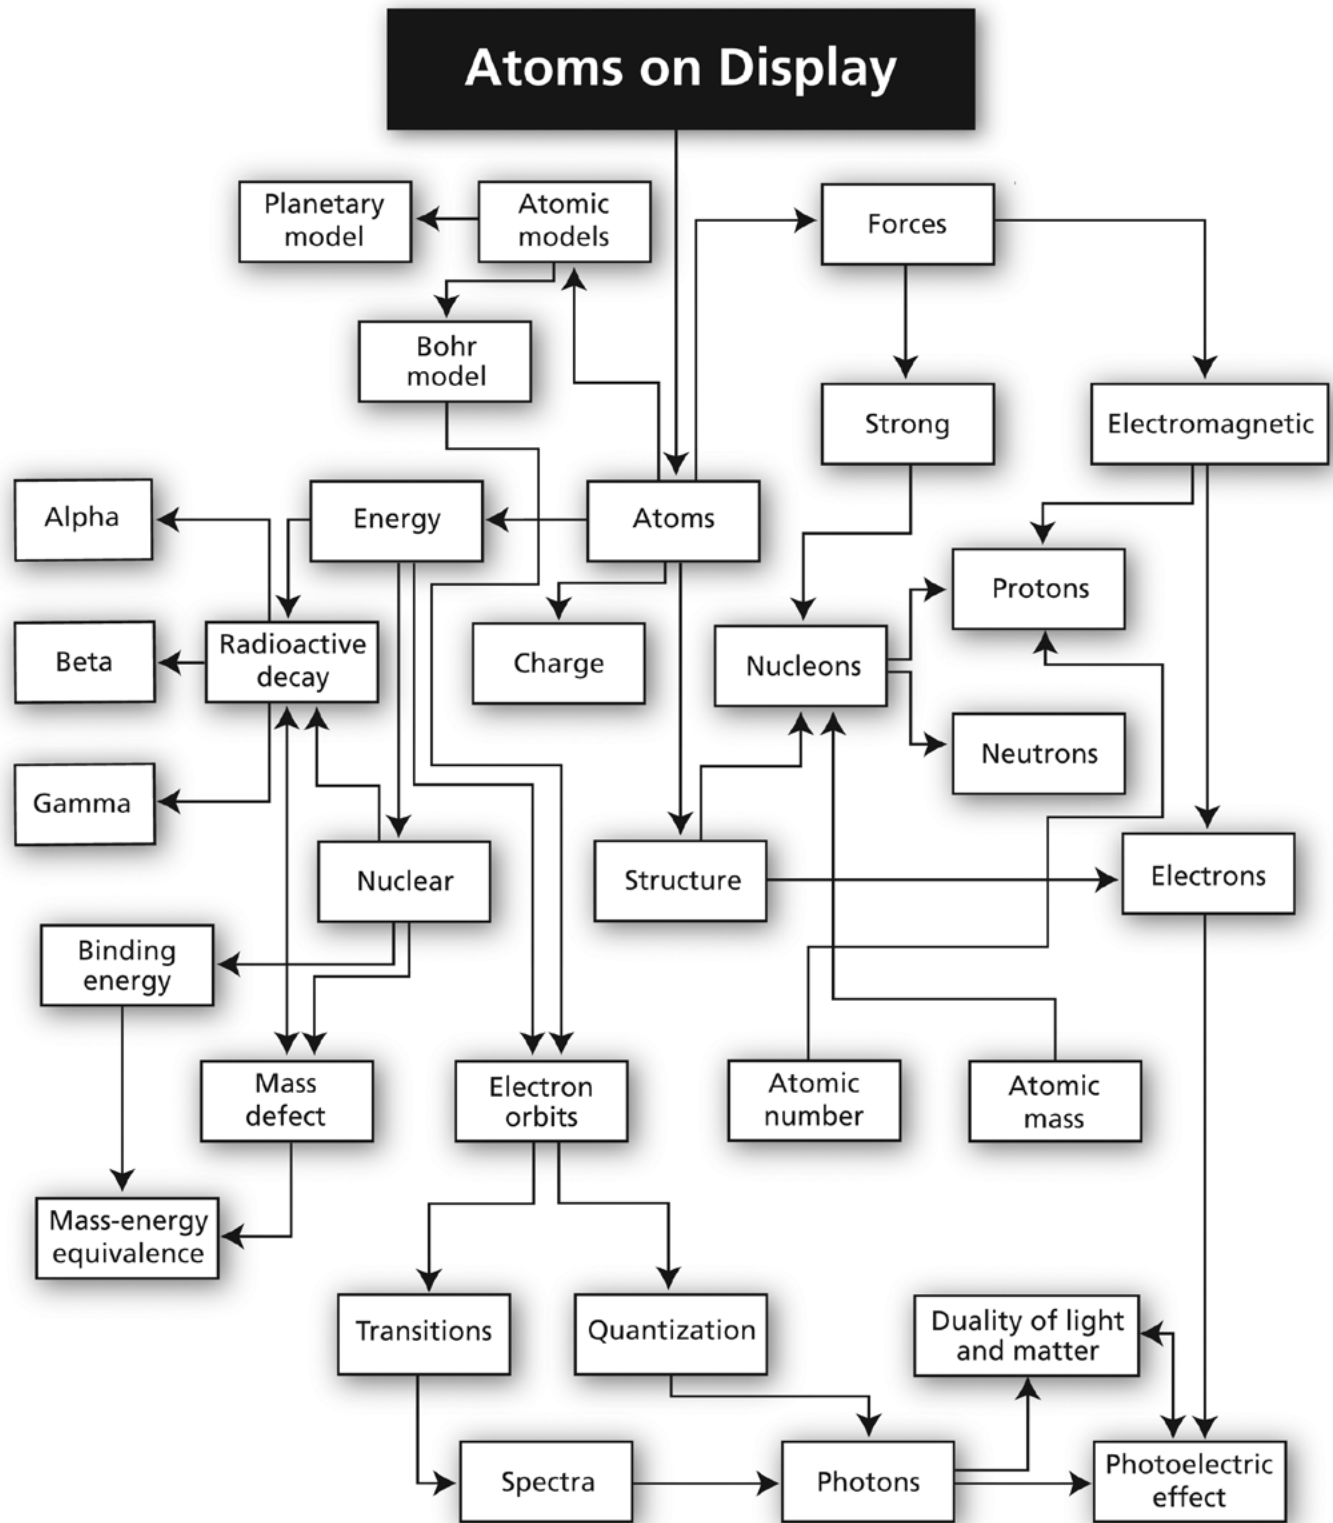 Atoms on Display
Planetary
model
Atomic
models
Forces
Bohr
model
Strong
Electromagnetic
Alpha
Energy
Atoms
Protons
Beta
Radioactive
decay
Charge
Nucleons
Neutrons
Gamma
Nuclear
Structure
Electrons
Binding
energy
Mass
defect
Electron
orbits
Atomic
number
Atomic
mass
Mass-energy
equivalence
Transitions
Quantization
Duality of light
and matter
Spectra
Photons
Photoelectric
effect